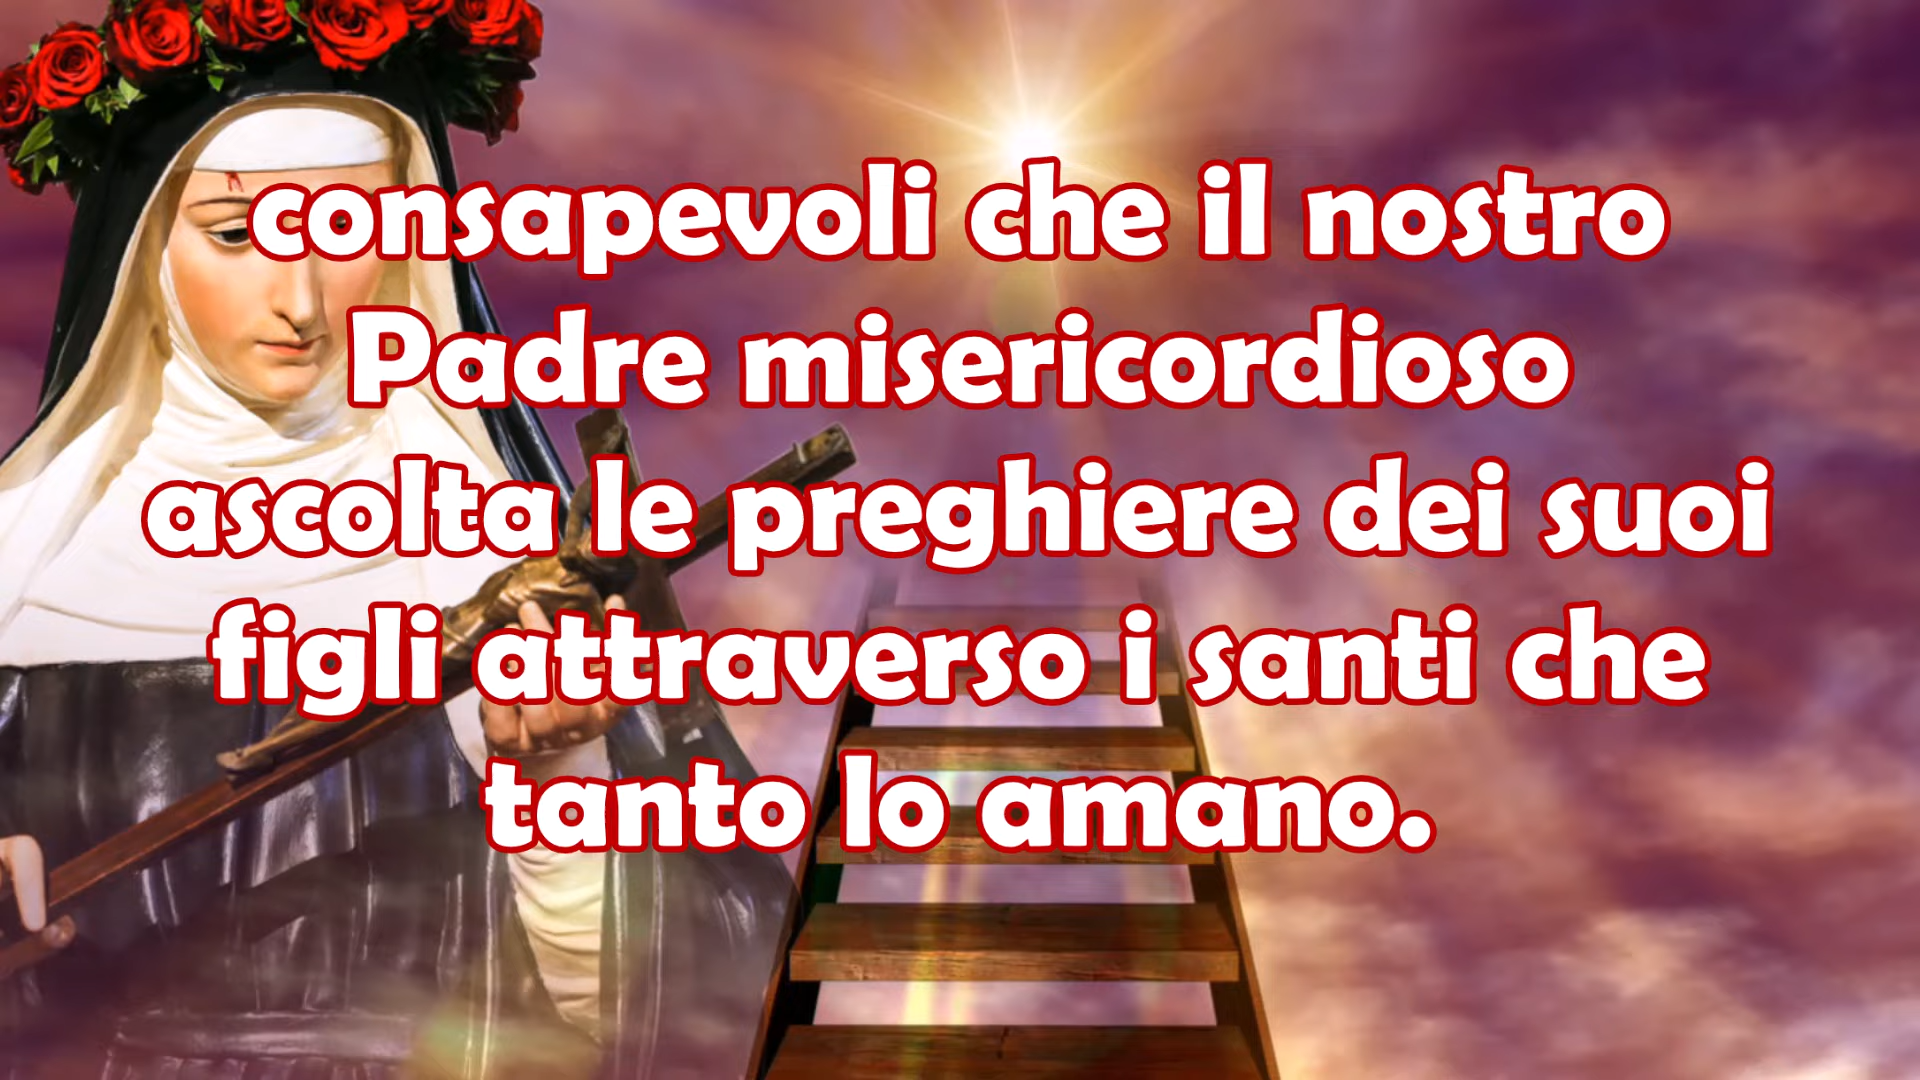 consapevoli che il nostro
Padre misericordioso
ascolta le preghiere dei suoi
figli attraverso i santi che
tanto lo amano.